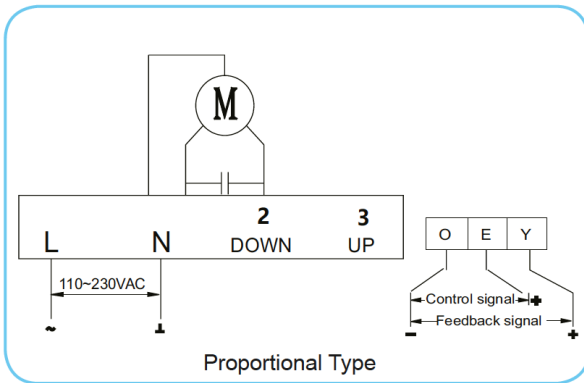 M
2 3
L N DOWN UP
O E Y
110~230VAC
Control signal +
Feedback signal
~ - +
Proportional Type